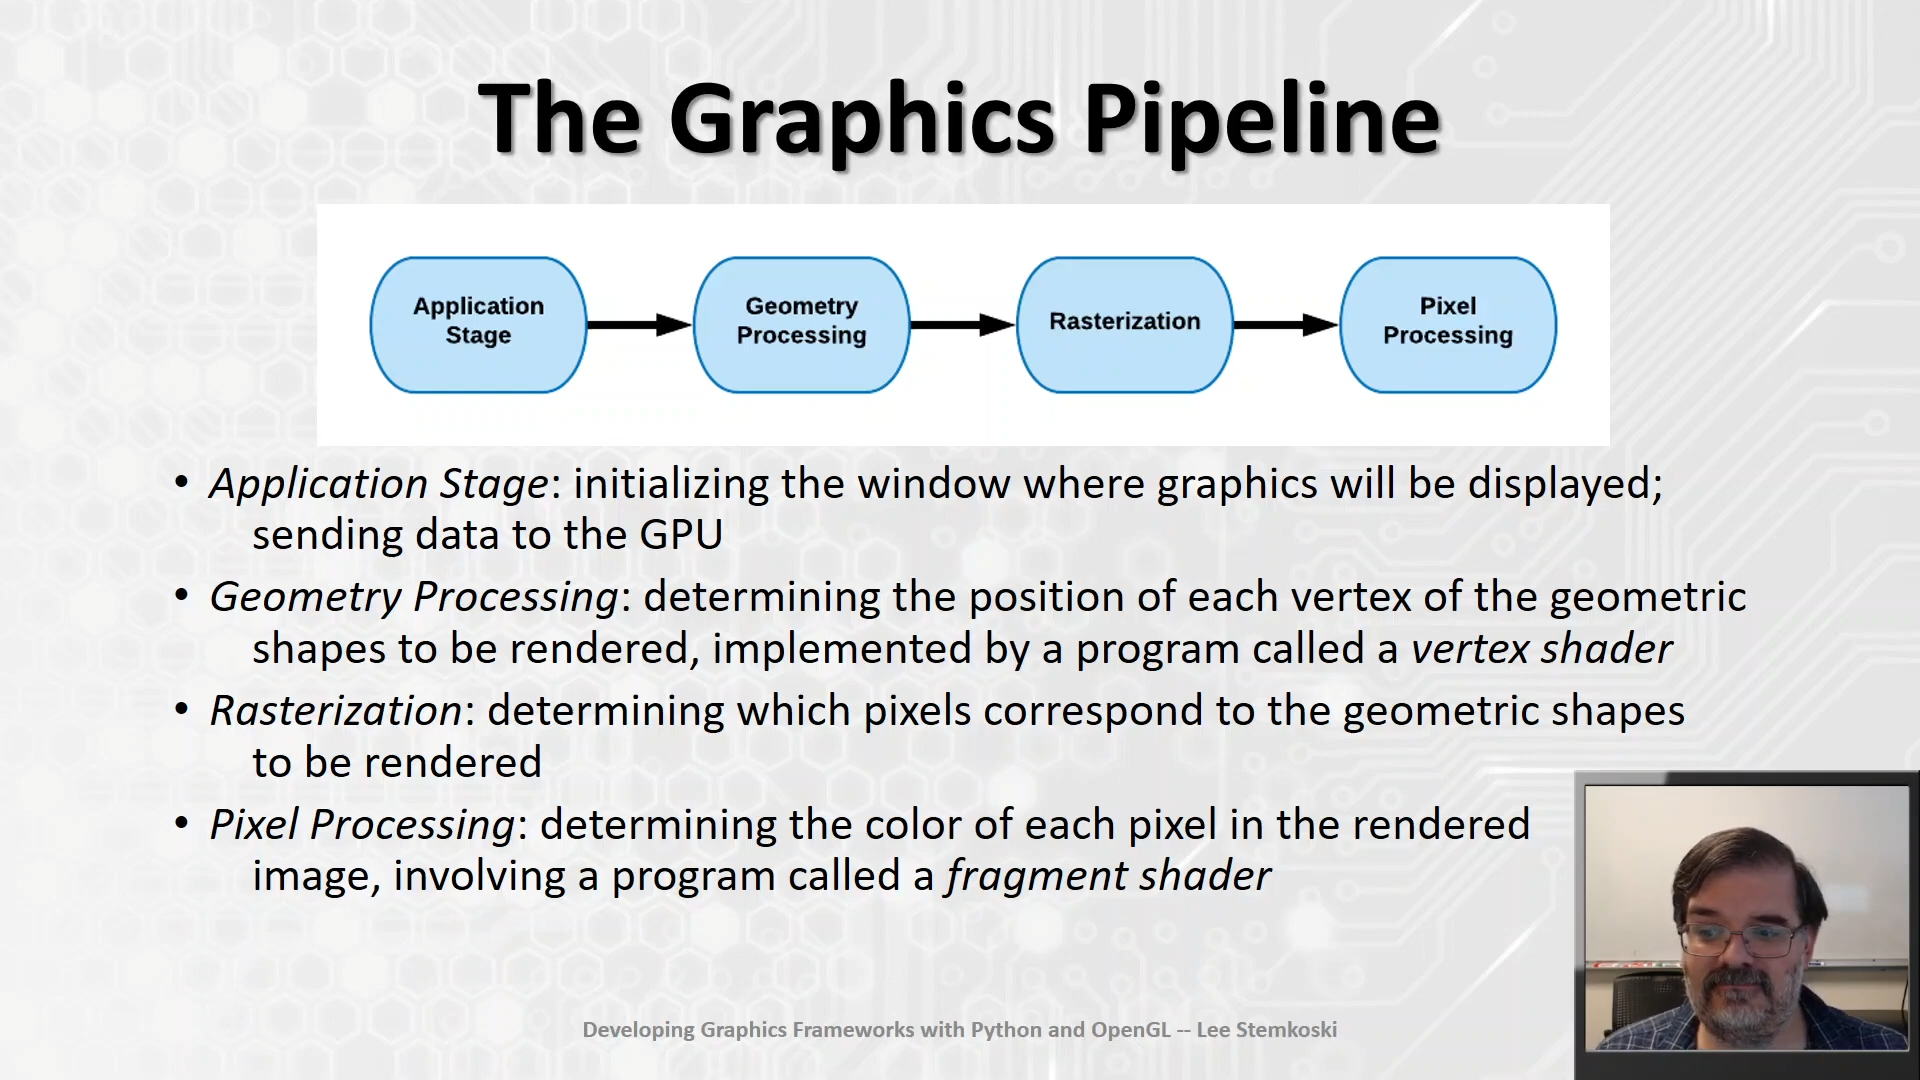 The Graphics Pipeline
Application
Stage
Geometry
Processing
Rasterization
Pixel
Processing
• Application Stage: initializing the window where graphics will be displayed;
sending data to the GPU
• Geometry Processing: determining the position of each vertex of the geometric
shapes to be rendered, implemented by a program called a vertex shader
• Rasterization: determining which pixels correspond to the geometric shapes
to be rendered
• Pixel Processing: determining the color of each pixel in the rendered
image, involving a program called a fragment shader
Developing Graphics Frameworks with Python and OpenGL -- Lee Stemkoski